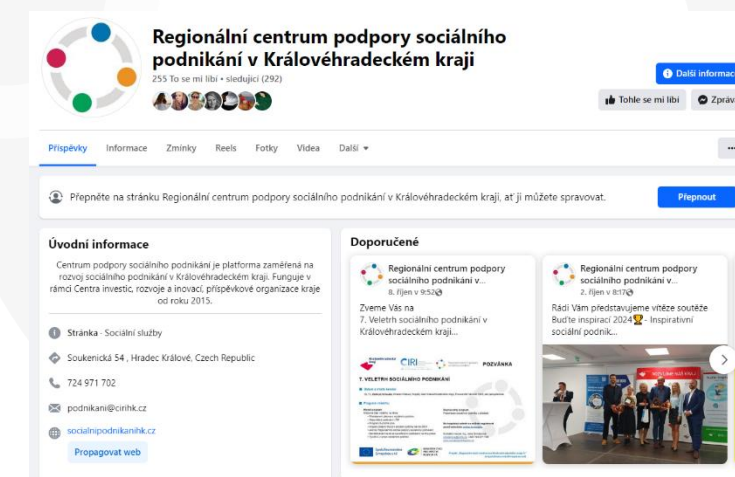 Regionální centrum podpory sociálního
podnikání v Královéhradeckém kraji
255 To se mi líbí • sledující (292)
Další informac
Tohle se mi líbí
Zpráv
Příspěvky
Informace
Zmínky
Reels
Fotky
Videa
Další
Přepněte na stránku Regionální centrum podpory sociálního podnikání v Královéhradeckém kraji, ať ji můžete spravovat.
Přepnout
Úvodní informace
Centrum podpory sociálního podnikání je platforma zaměřená na
rozvoj sociálního podnikání v Královéhradeckém kraji. Funguje v
rámci Centra investic, rozvoje a inovací, příspěvkové organizace kraje
od roku 2015.
Stránka · Sociální služby
Soukenická 54 , Hradec Králové, Czech Republic
724 971 702
podnikani@cirihk.cz
socialnipodnikanihk.cz
Propagovat web
Doporučené
Regionální centrum podpory
sociálního podnikání v...
8. říjen v 9:52
Zveme Vás na
7. Veletrh sociálního podnikání v
Královéhradeckém kraji...
CIRI
POZVÁNKA
7. VELETRH SOCIÁLNÍHO PODNIKÁNÍ
Regionální centrum podpory
sociálního podnikání v...
2. říjen v 8:17
Rádi Vám představujeme vítěze soutěže
Buďte inspirací 2024🏆- Inspirativní
sociální podnik...